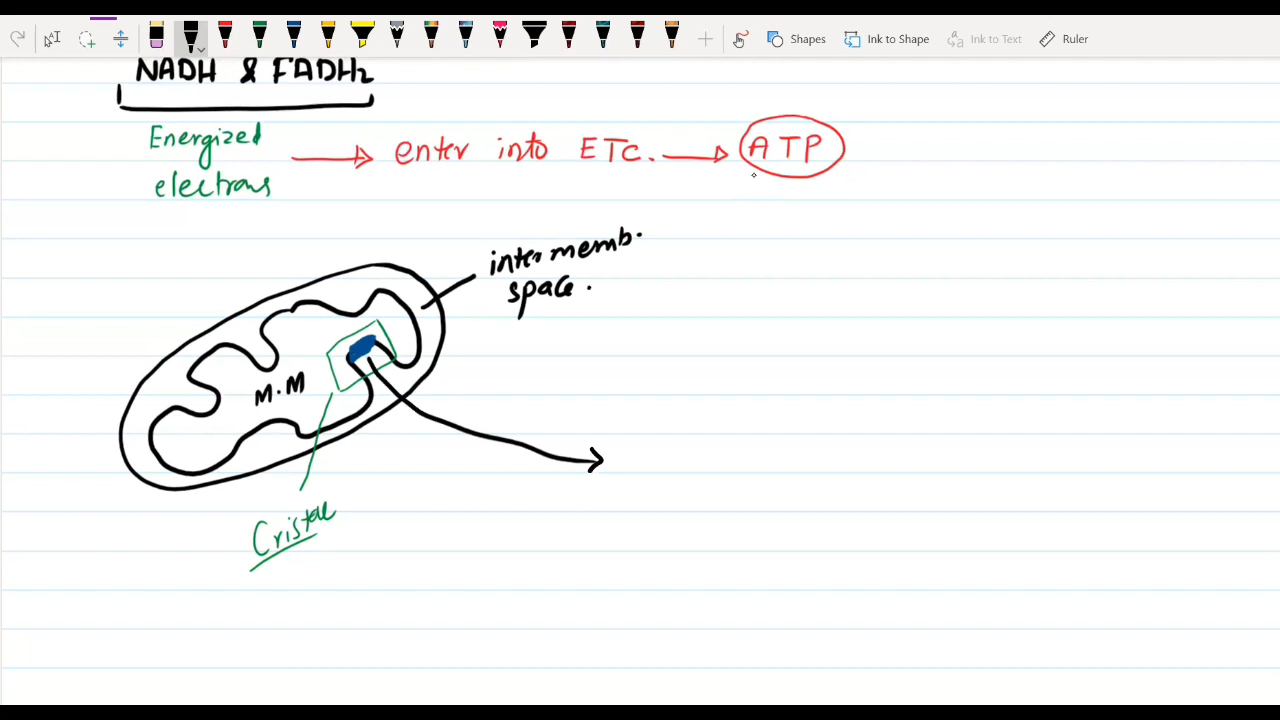 Shapes
Ink to Shape
Ink to Text
Ruler
NADH & FADH2
Energized
electrons
enter into ETC.
ATP
inter memb.
space.
M.M
Cristae